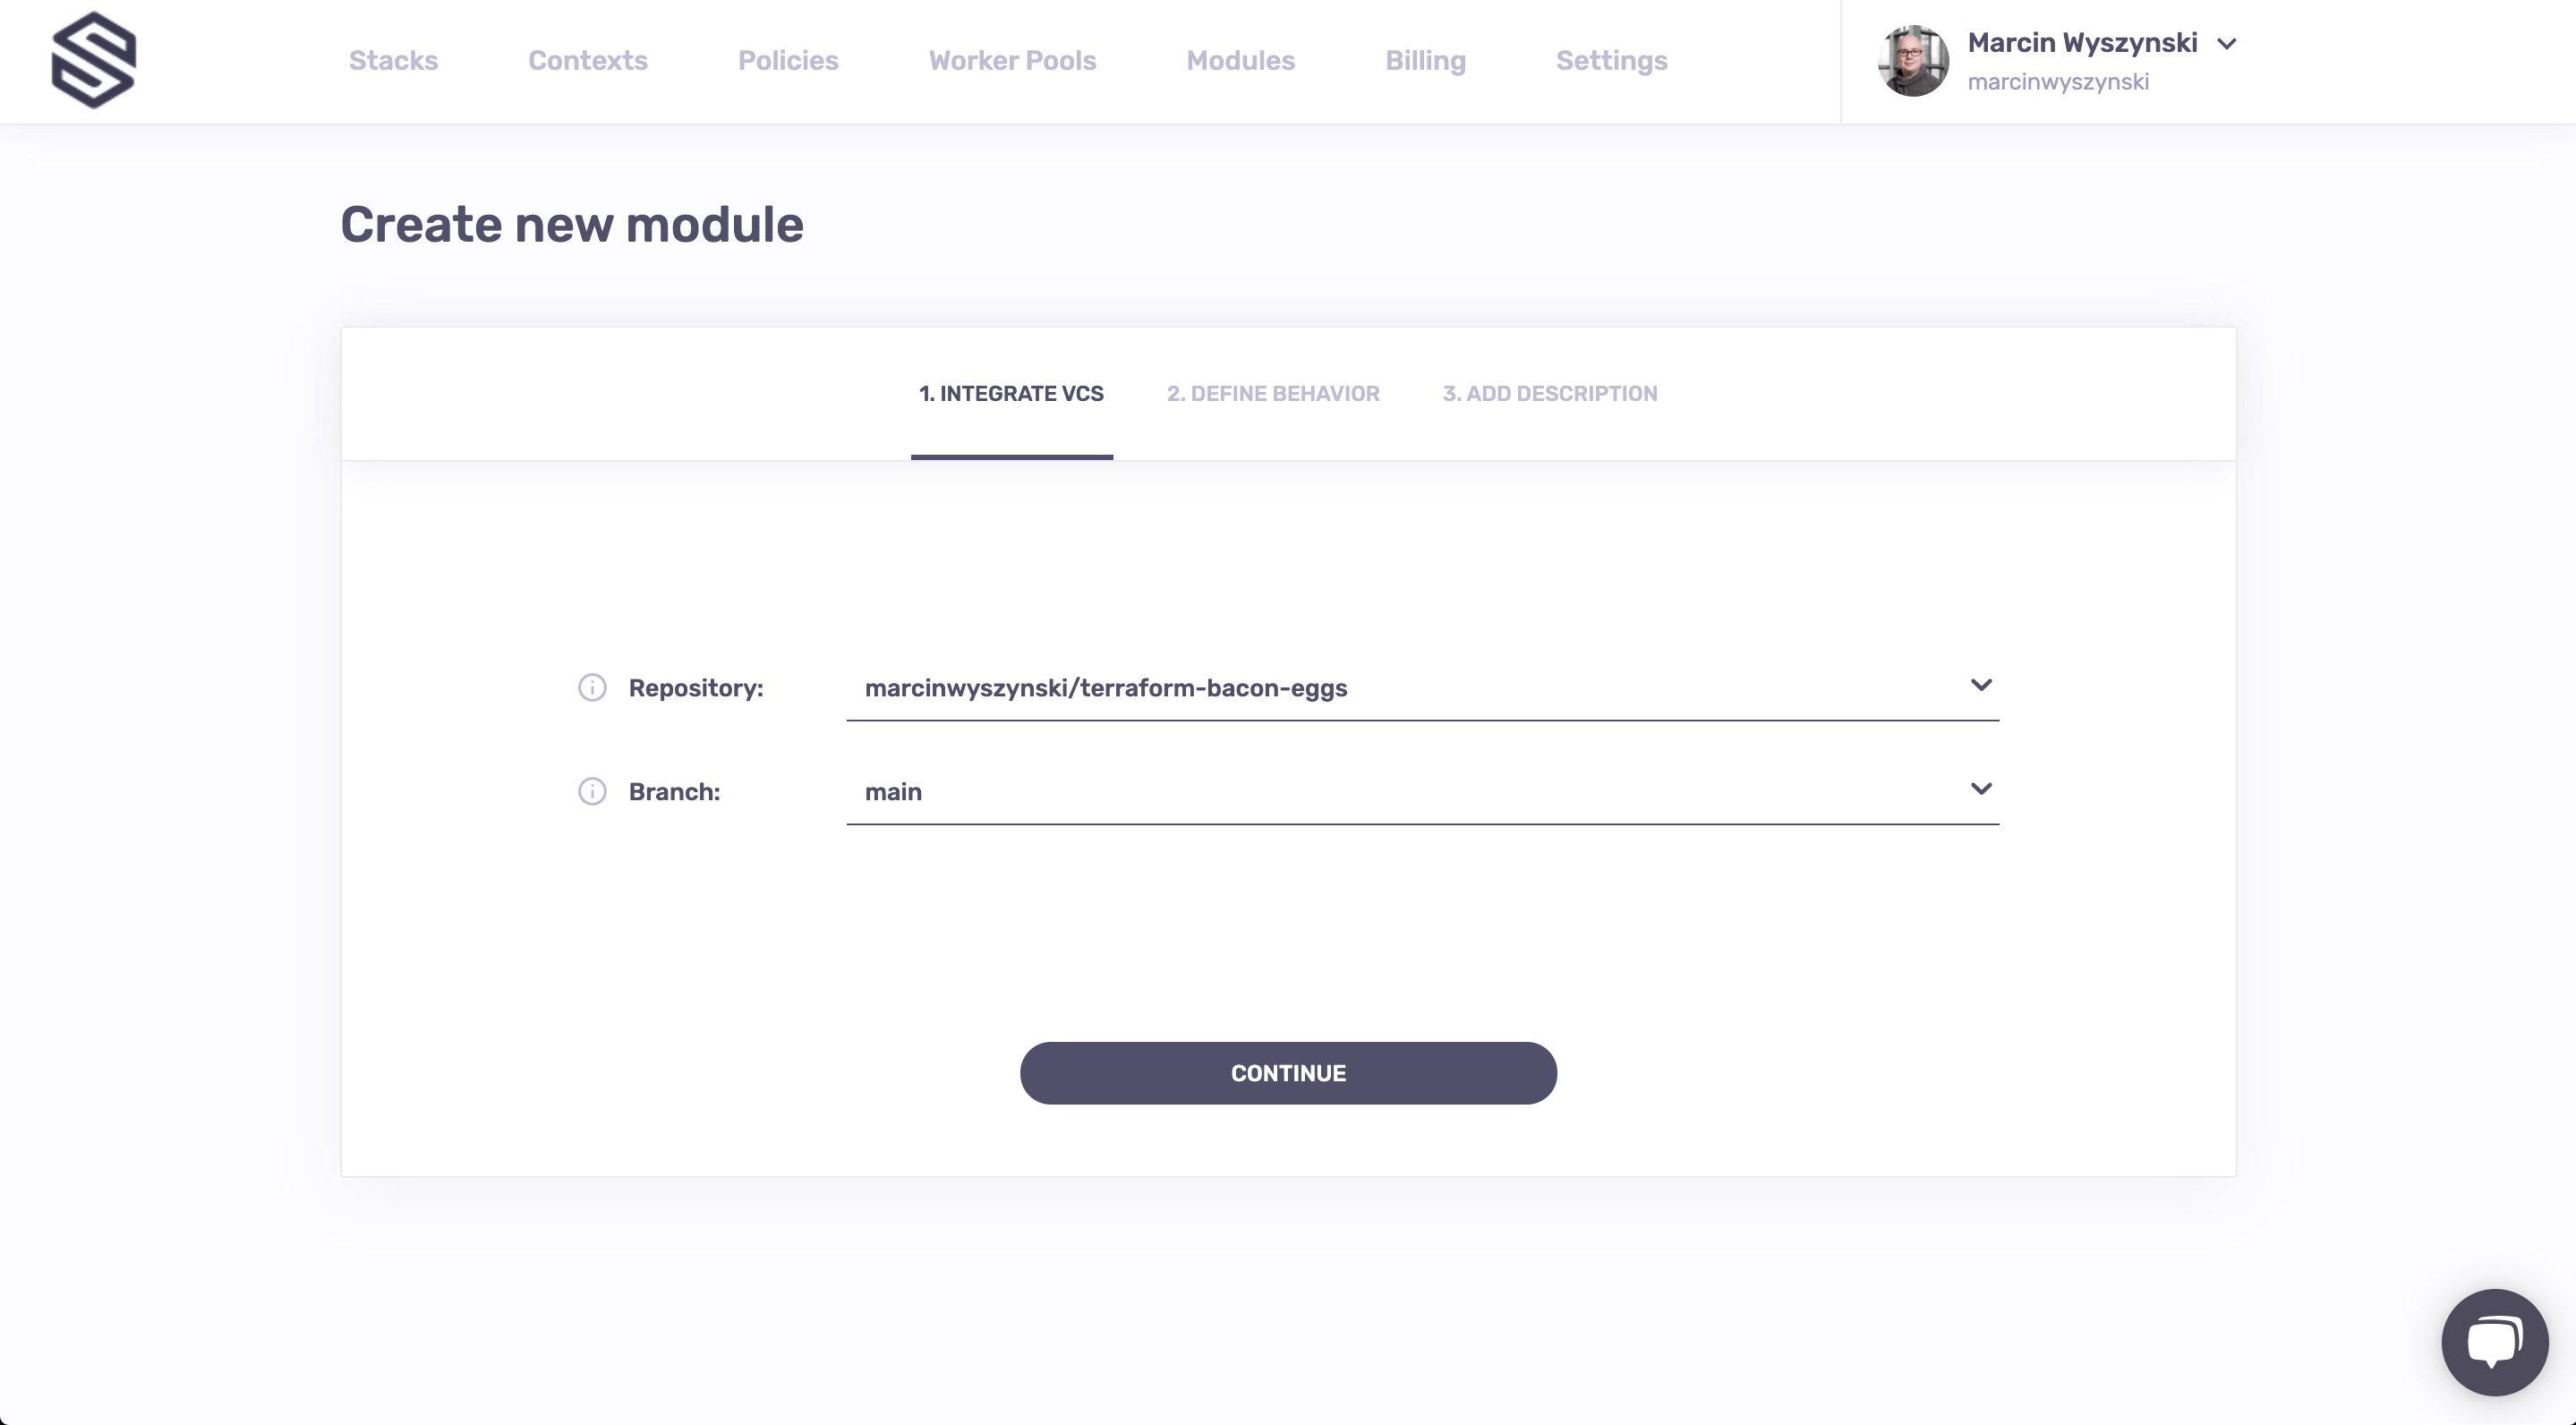 Stacks Contexts Policies Worker Pools Modules Billing Settings
Marcin Wyszynski
marcinwyszynski
Create new module
1. INTEGRATE VCS 2. DEFINE BEHAVIOR 3. ADD DESCRIPTION
Repository: marcinwyszynski/terraform-bacon-eggs
Branch: main
CONTINUE